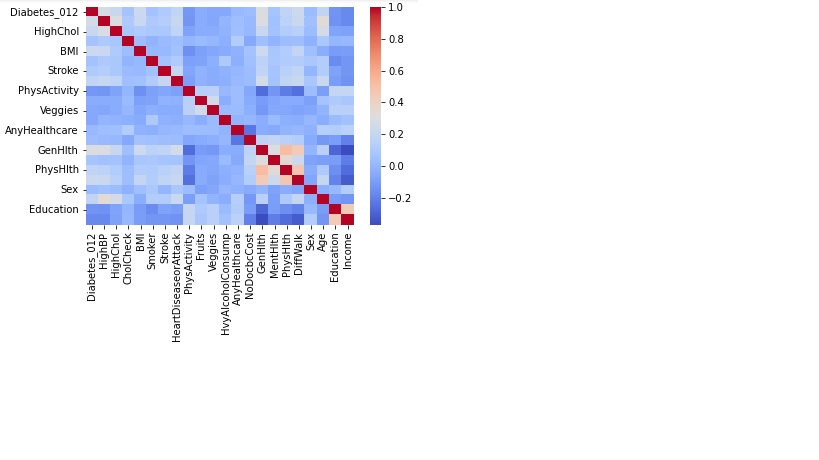 Diabetes_012
HighChol
BMI
Stroke
PhysActivity
Veggies
AnyHealthcare
GenHlth
PhysHlth
Sex
Education
1.0
0.8
0.6
0.4
0.2
0.0
−0.2
Diabetes_012
HighBP
HighChol
CholCheck
BMI
Smoker
Stroke
HeartDiseaseorAttack
PhysActivity
Fruits
Veggies
HvyAlcoholConsump
AnyHealthcare
NoDocbcCost
GenHlth
MentHlth
PhysHlth
DiffWalk
Sex
Age
Education
Income